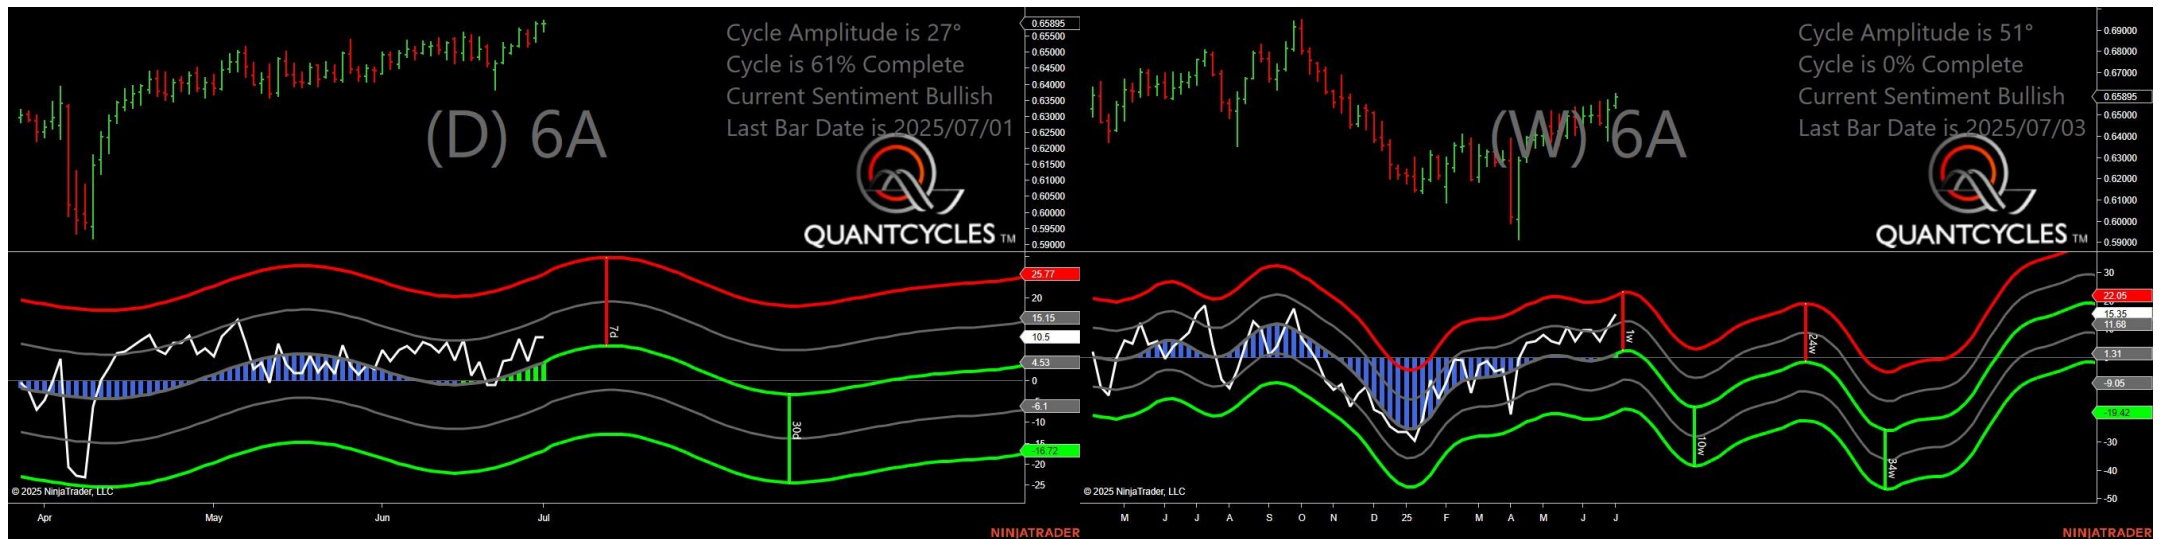 Cycle Amplitude is 27°
Cycle is 61% Complete
Current Sentiment Bullish
Last Bar Date is 2025/07/01
(D) 6A
QUANTCYCLES TM
0.65895
0.65500
0.65000
0.64500
0.64000
0.63500
0.63000
0.62500
0.62000
0.61500
0.61000
0.60500
0.60000
0.59500
0.59000
25.77
20
15.15
10.5
4.53
0
-6.1
-10
-15
-16.72
-20
-25
7d
30d
© 2025 NinjaTrader, LLC
Apr
May
Jun
Jul
NINJATRADER
Cycle Amplitude is 51°
Cycle is 0% Complete
Current Sentiment Bullish
Last Bar Date is 2025/07/03
(W) 6A
QUANTCYCLES TM
0.69000
0.68000
0.67000
0.65895
0.65000
0.64000
0.63000
0.62000
0.61000
0.60000
0.59000
30
22.05
15.35
11.68
1.31
-9.05
-19.42
-30
-40
-50
1w
10w
24w
34w
© 2025 NinjaTrader, LLC
M
J
J
A
S
O
N
D
25
F
M
A
M
J
J
NINJATRADER